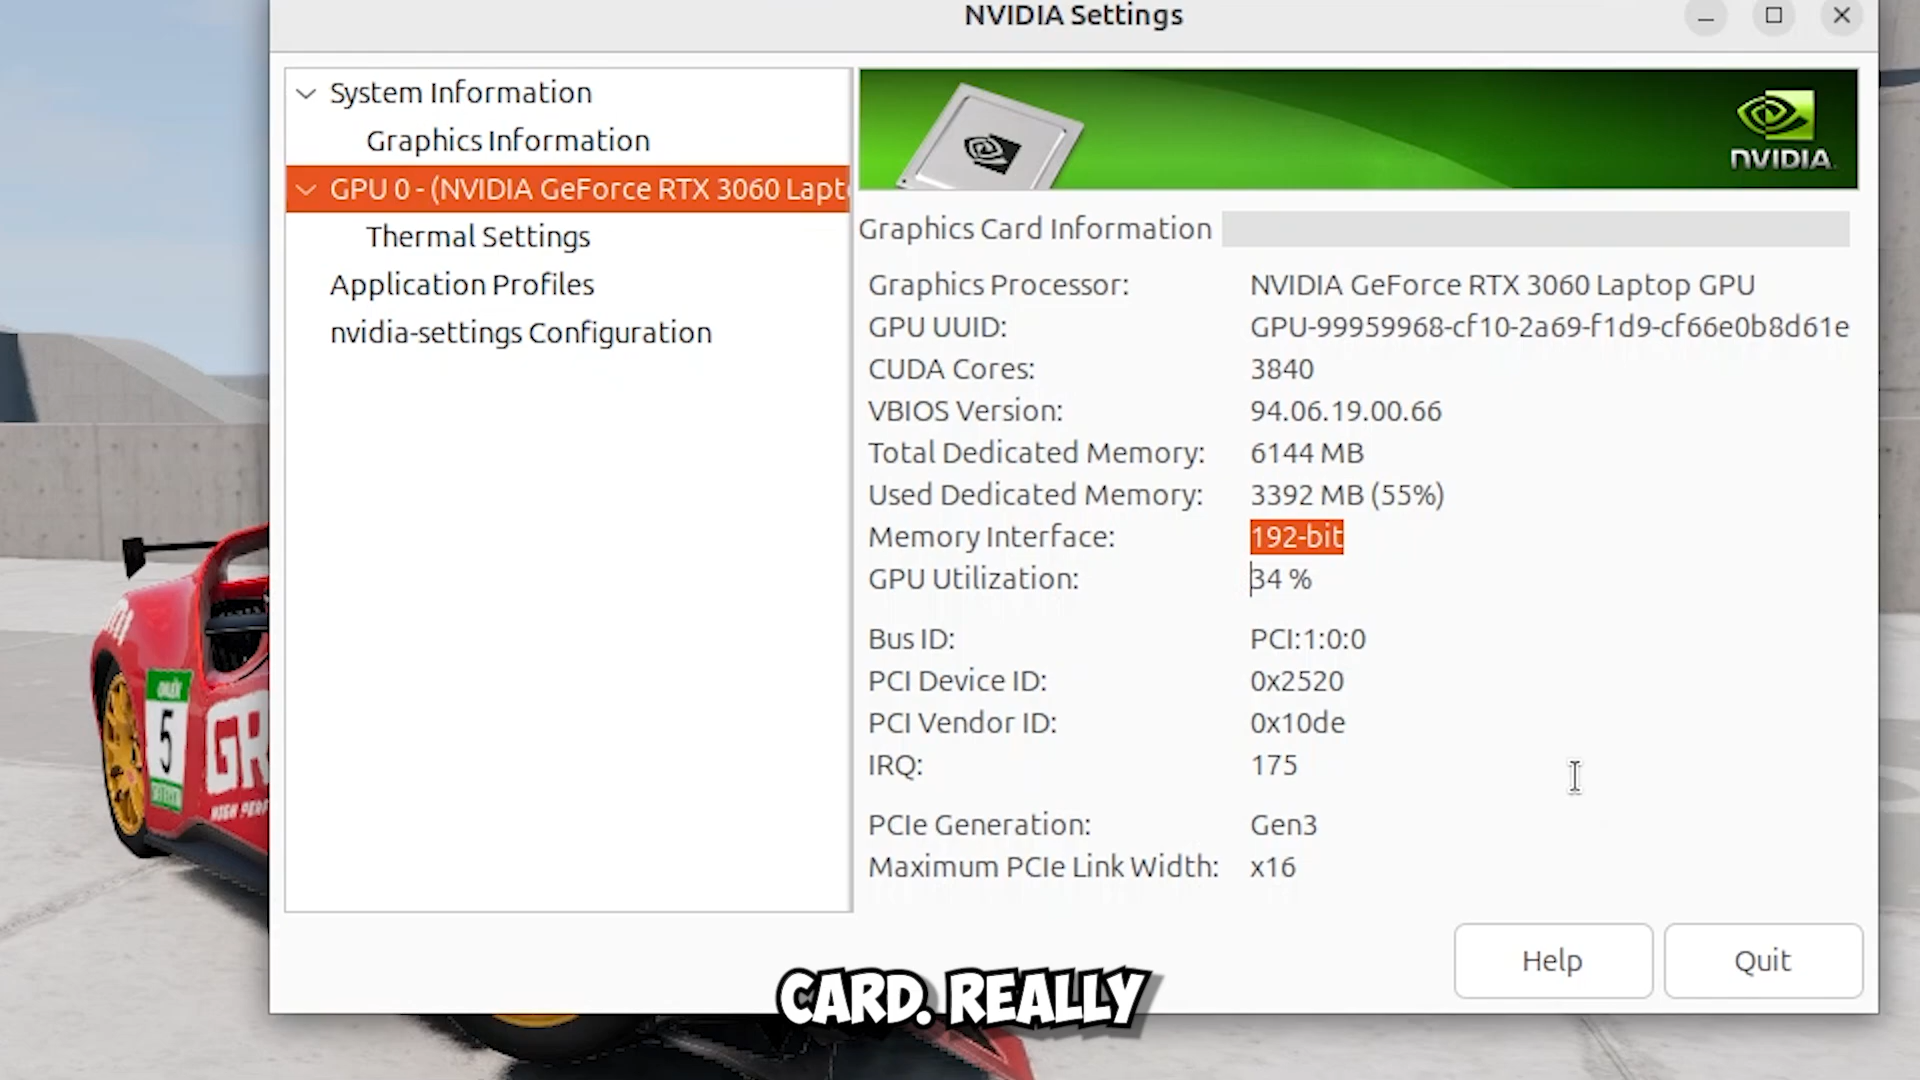 NVIDIA Settings
System Information
Graphics Information
GPU 0 - (NVIDIA GeForce RTX 3060 Lapt
Thermal Settings
Application Profiles
nvidia-settings Configuration
NVIDIA.
Graphics Card Information
Graphics Processor: NVIDIA GeForce RTX 3060 Laptop GPU
GPU UUID: GPU-99959968-cf10-2a69-f1d9-cf66e0b8d61e
CUDA Cores: 3840
VBIOS Version: 94.06.19.00.66
Total Dedicated Memory: 6144 MB
Used Dedicated Memory: 3392 MB (55%)
Memory Interface: 192-bit
GPU Utilization: 34 %
Bus ID: PCI:1:0:0
PCI Device ID: 0x2520
PCI Vendor ID: 0x10de
IRQ: 175
PCIe Generation: Gen3
Maximum PCIe Link Width: x16
Help
Quit
5
GR
HIGH PERF
CARD. REALLY